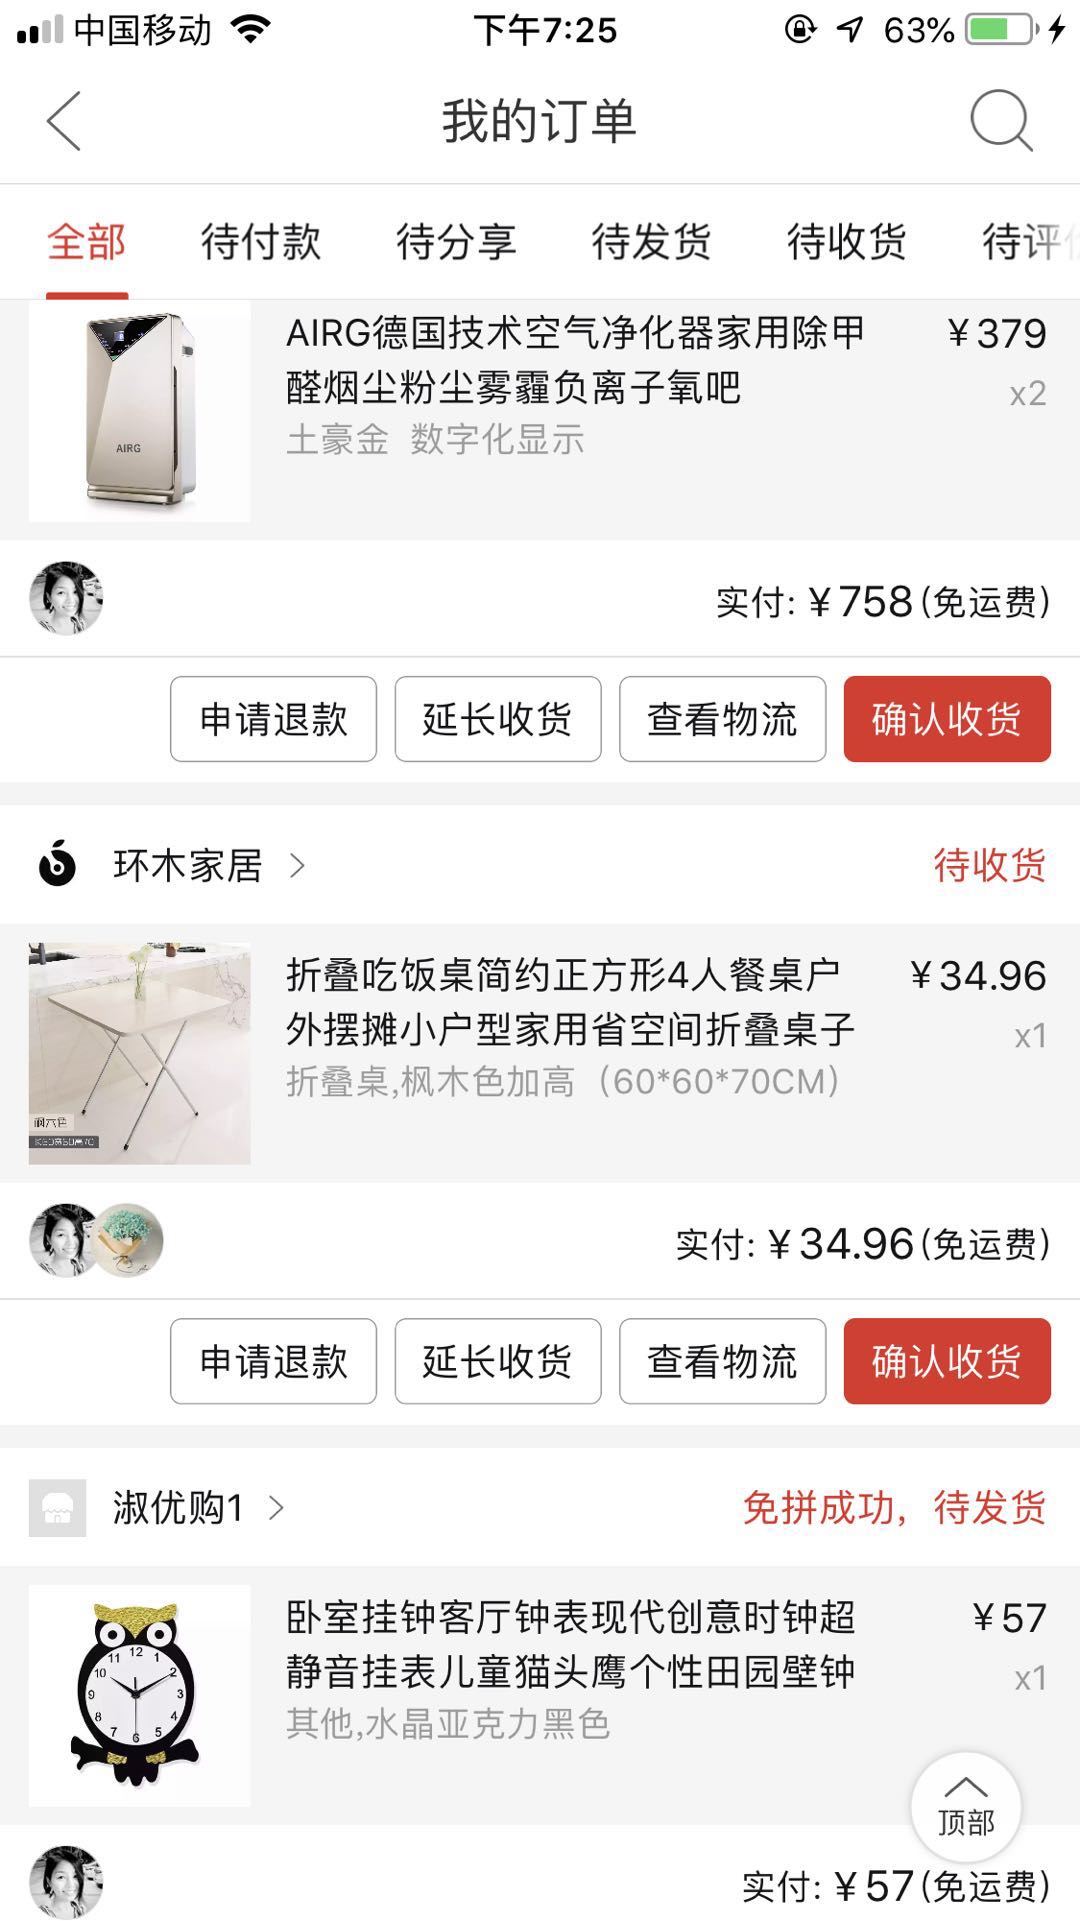 中国移动 下午7:25 63%
我的订单
全部 待付款 待分享 待发货 待收货 待评价
AIRG德国技术空气净化器家用除甲 ¥379
醛烟尘粉尘雾霾负离子氧吧 x2
土豪金 数字化显示
AIRG
实付: ¥758(免运费)
申请退款 延长收货 查看物流 确认收货
环木家居 待收货
折叠吃饭桌简约正方形4人餐桌户 ¥34.96
外摆摊小户型家用省空间折叠桌子 x1
折叠桌,枫木色加高（60*60*70CM）
实付: ¥34.96(免运费)
申请退款 延长收货 查看物流 确认收货
淑优购1 免拼成功，待发货
卧室挂钟客厅钟表现代创意时钟超 ¥57
静音挂表儿童猫头鹰个性田园壁钟 x1
其他,水晶亚克力黑色
11 12 1
10 2
9 3
8 4
7 6 5
顶部
实付: ¥57(免运费)